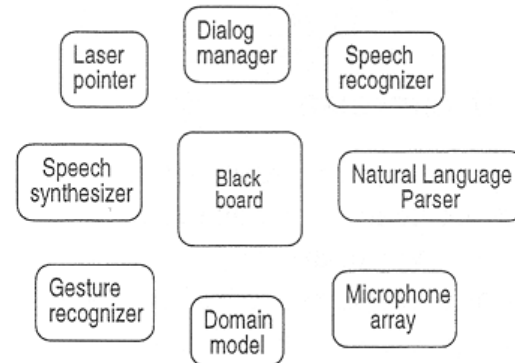 Dialog
manager
Laser
pointer
Speech
recognizer
Speech
synthesizer
Black
board
Natural Language
Parser
Gesture
recognizer
Domain
model
Microphone
array